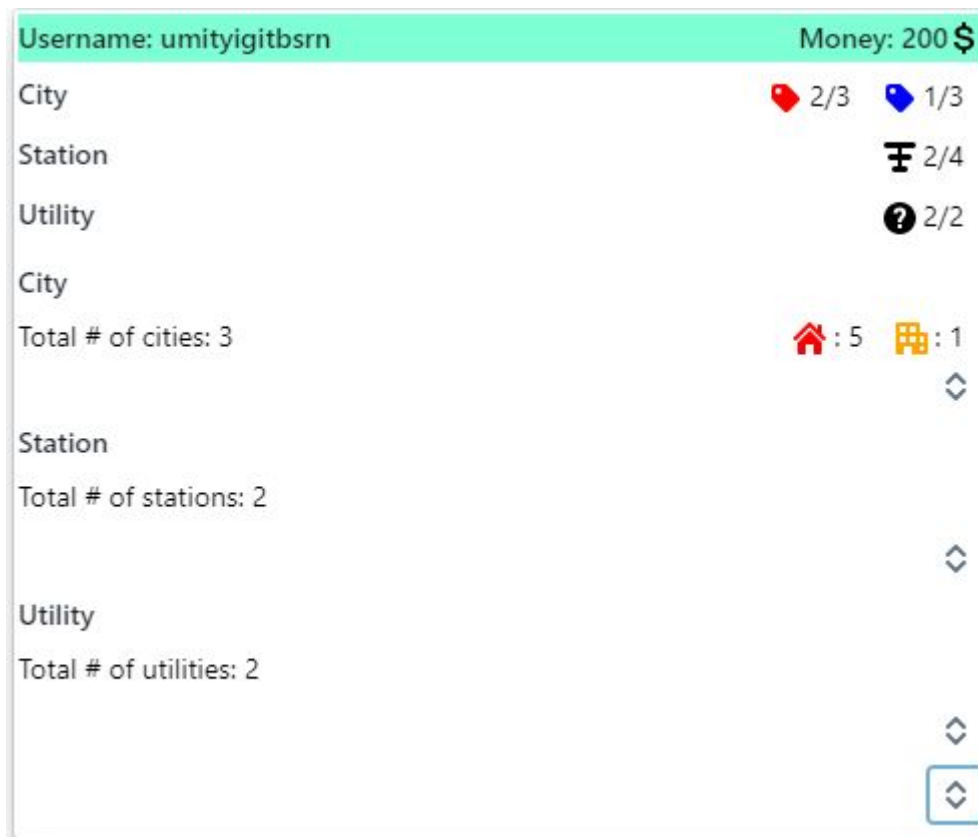 Username: umityigitbsrn Money: 200 $
City 2/3 1/3
Station 2/4
Utility ? 2/2
City
Total # of cities: 3 : 5 : 1
Station
Total # of stations: 2
Utility
Total # of utilities: 2